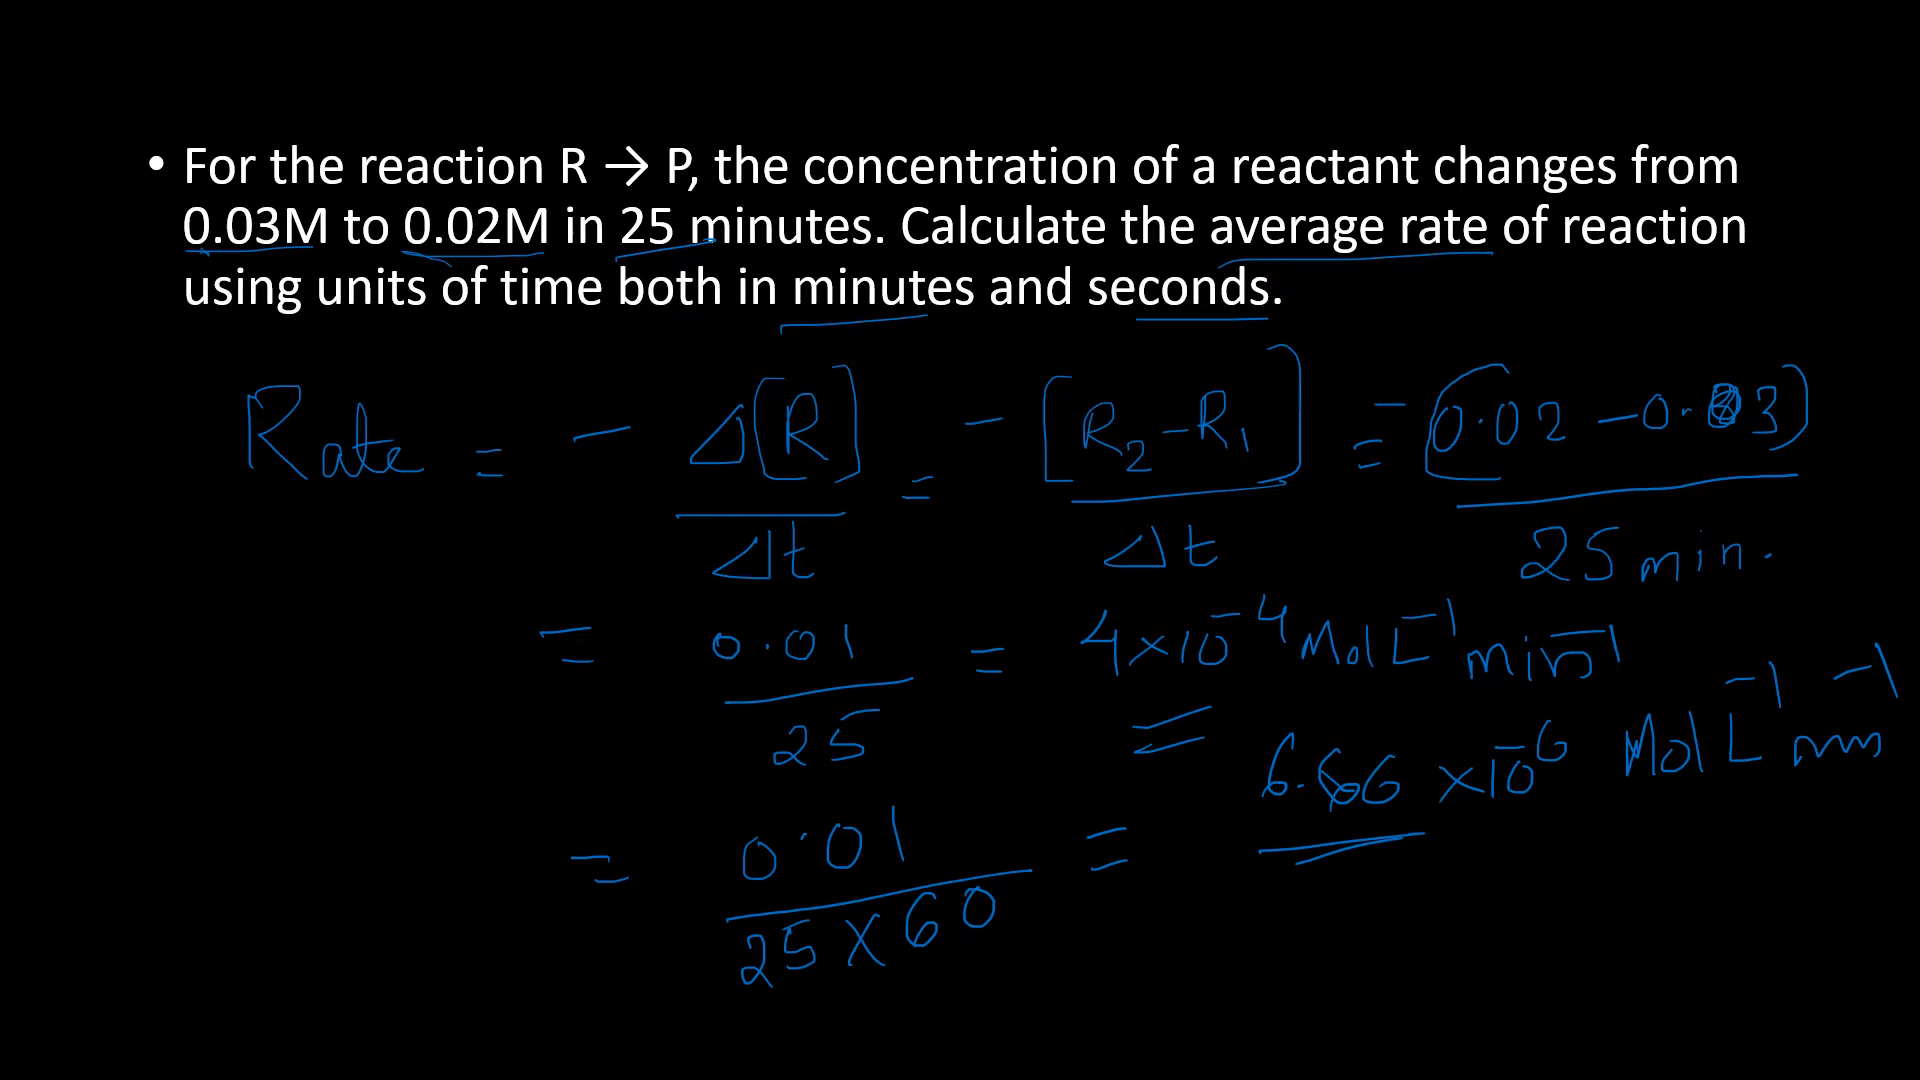 • For the reaction R → P, the concentration of a reactant changes from
0.03M to 0.02M in 25 minutes. Calculate the average rate of reaction
using units of time both in minutes and seconds.
Rate = - Δ[R]/Δt = - [R₂-R₁]/Δt = -[0.02-0.03]/25 min.
= 0.01/25 = 4×10⁻⁴ Mol L⁻¹ min⁻¹
= 0.01/25×60 = 6.66 ×10⁻⁶ Mol L⁻¹